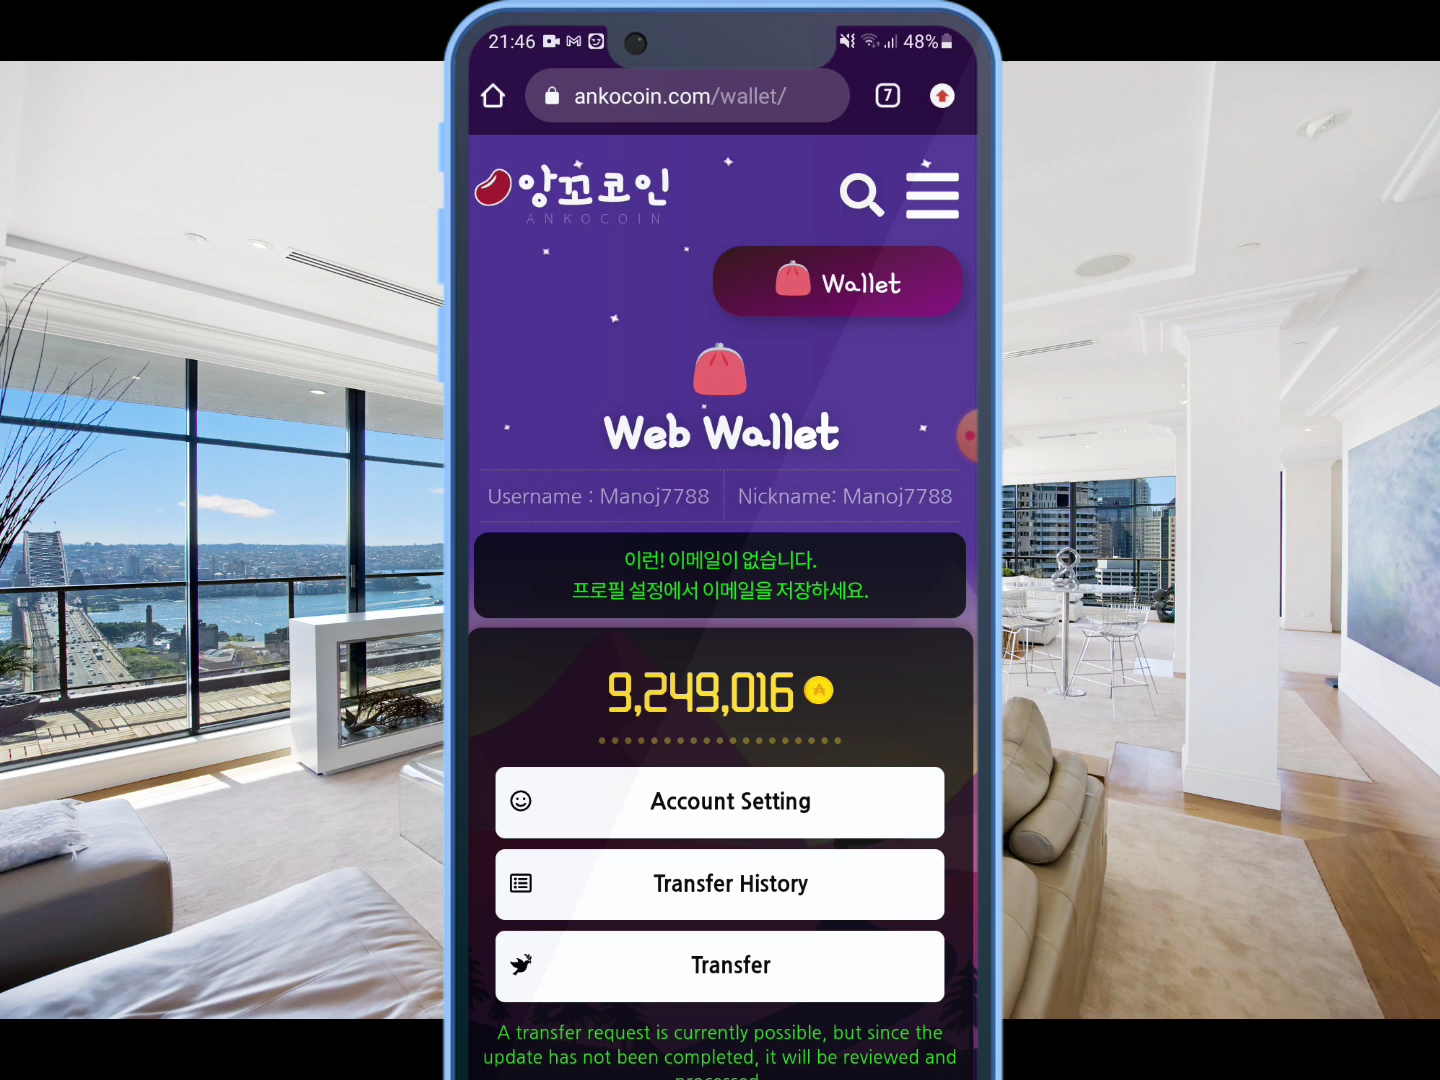 21:46
48%
ankocoin.com/wallet/
7
앙꼬코인
ANKOCOIN
Wallet
Web Wallet
Username : Manoj7788
Nickname: Manoj7788
이런! 이메일이 없습니다.
프로필 설정에서 이메일을 저장하세요.
9,249,016
Account Setting
Transfer History
Transfer
A transfer request is currently possible, but since the
update has not been completed, it will be reviewed and